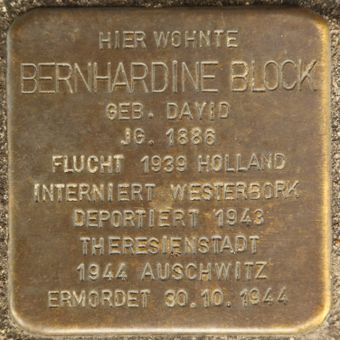 HIER WOHNTE
BERNHARDINE BLOCK
GEB. DAVID
JG. 1886
FLUCHT 1939 HOLLAND
INTERNIERT WESTERBORK
DEPORTIERT 1943
THERESIENSTADT
1944 AUSCHWITZ
ERMORDET 30.10.1944